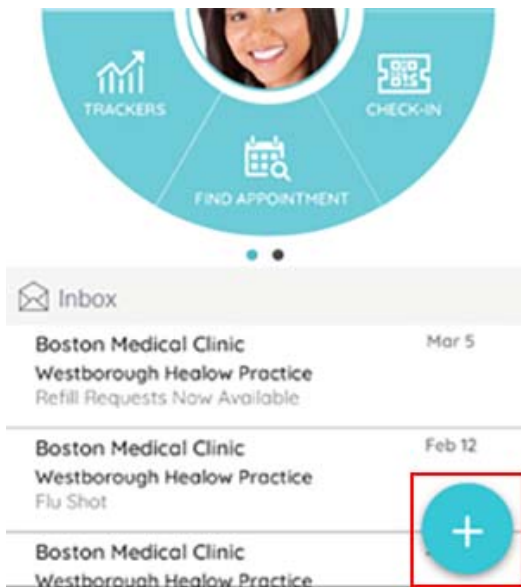 TRACKERS
CHECK-IN
FIND APPOINTMENT
Inbox
Boston Medical Clinic
Mar 5
Westborough Healow Practice
Refill Requests Now Available
Boston Medical Clinic
Feb 12
Westborough Healow Practice
Flu Shot
Boston Medical Clinic
Westborough Healow Practice